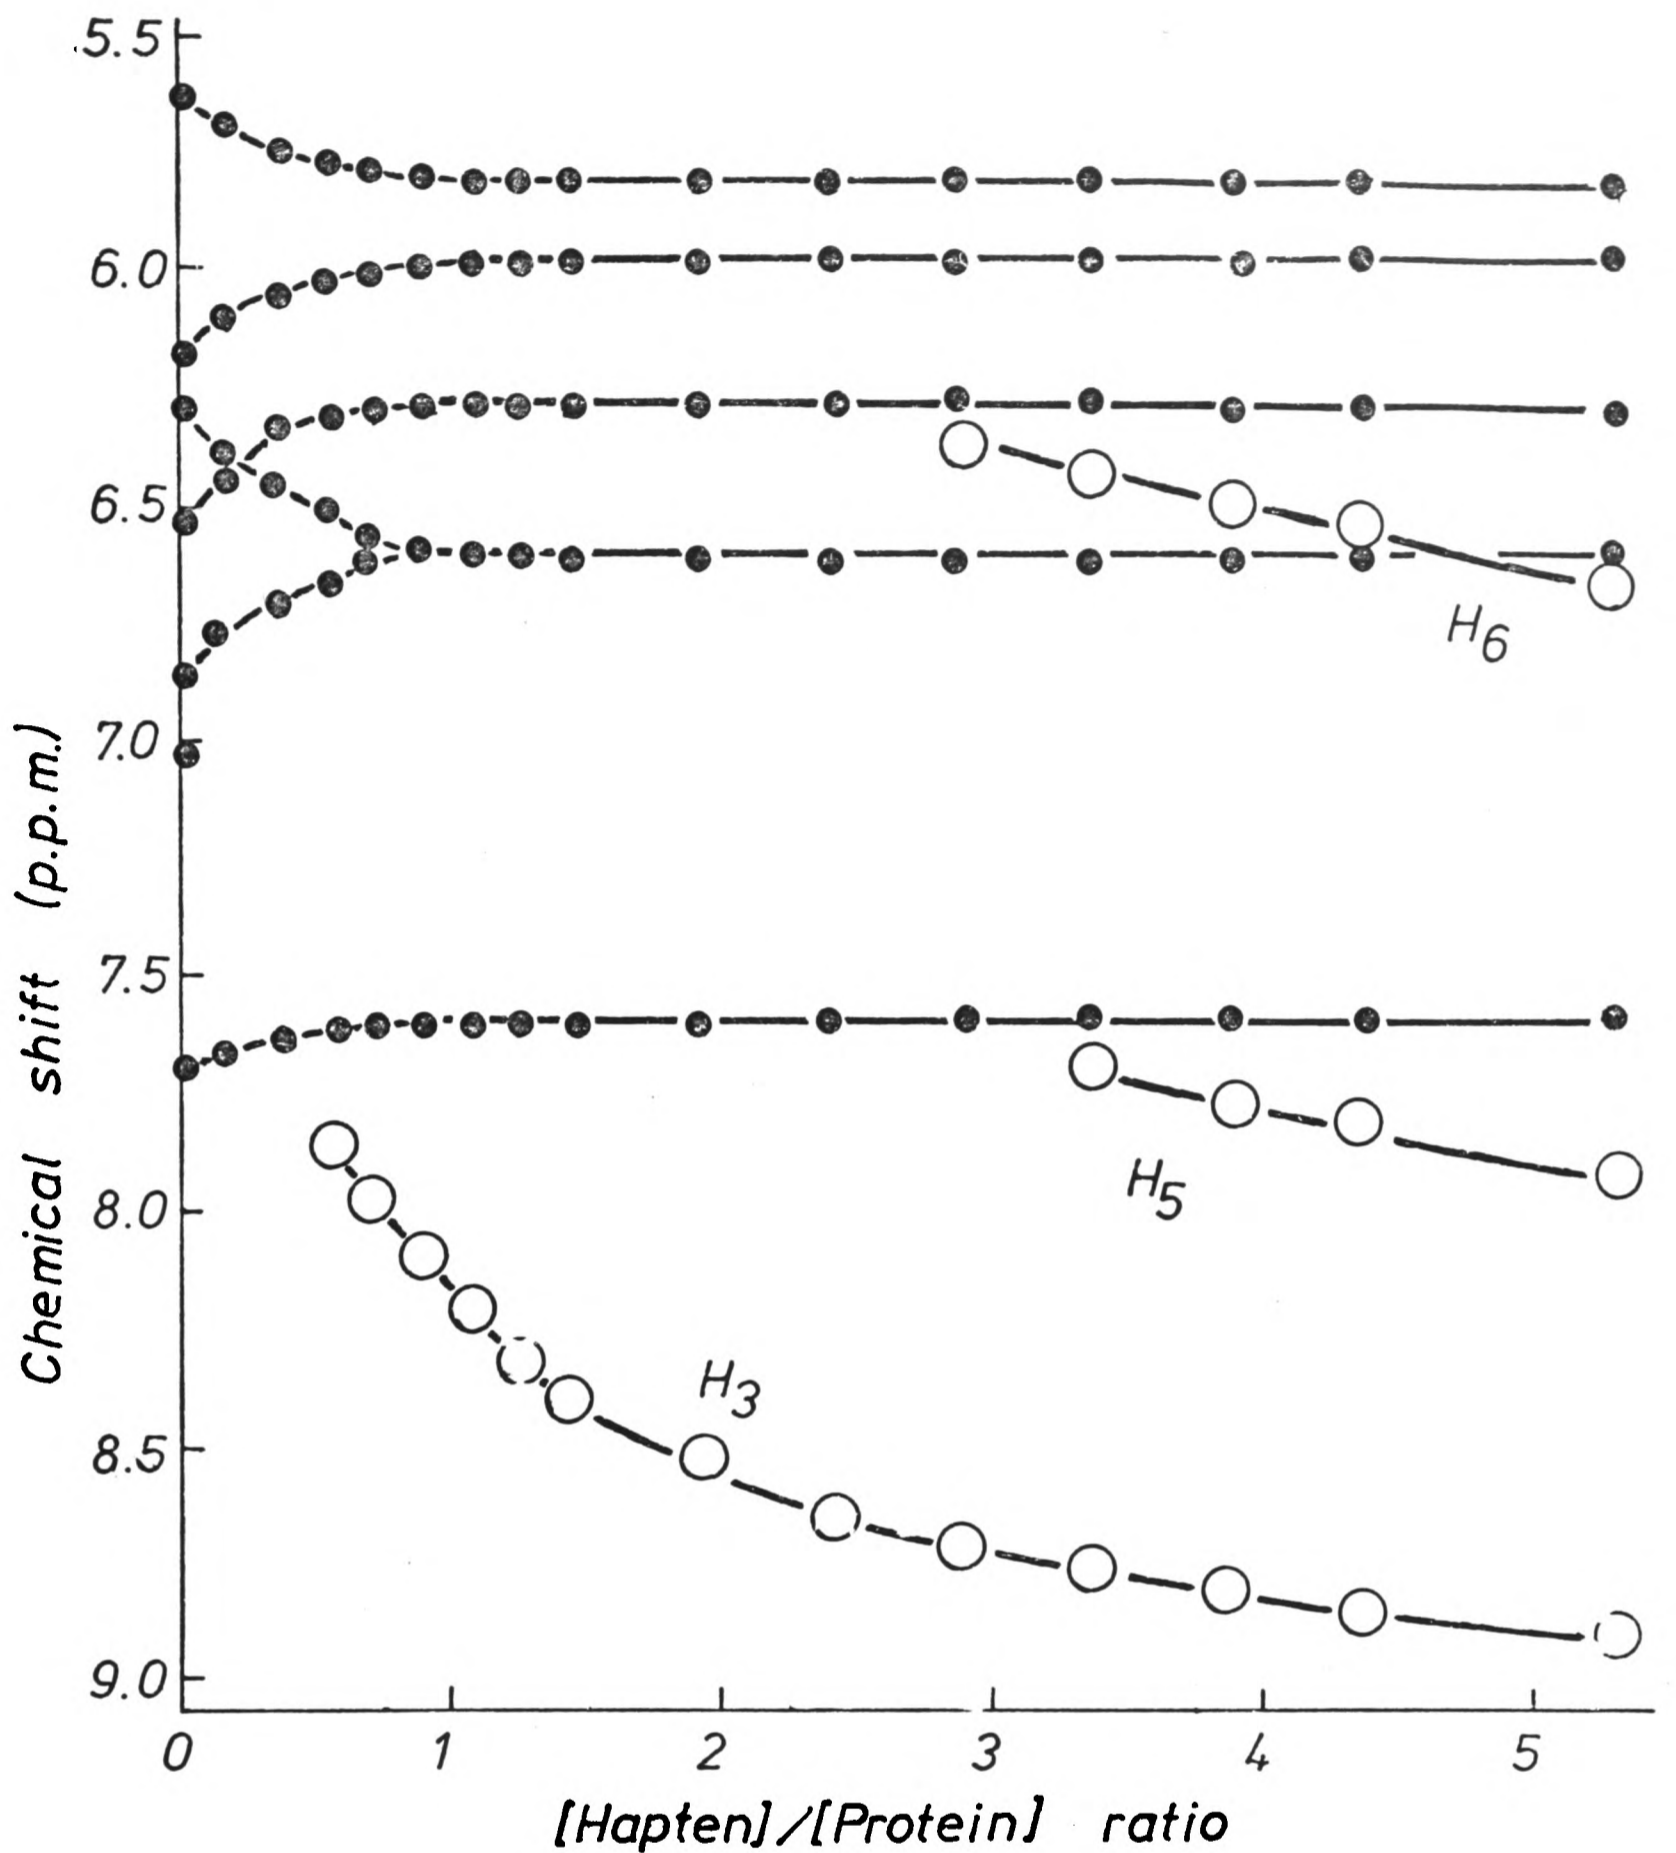 5.5
6.0
6.5
7.0
7.5
8.0
8.5
9.0
Chemical shift (p.p.m.)
H6
H5
H3
0 1 2 3 4 5
[Hapten]/[Protein] ratio